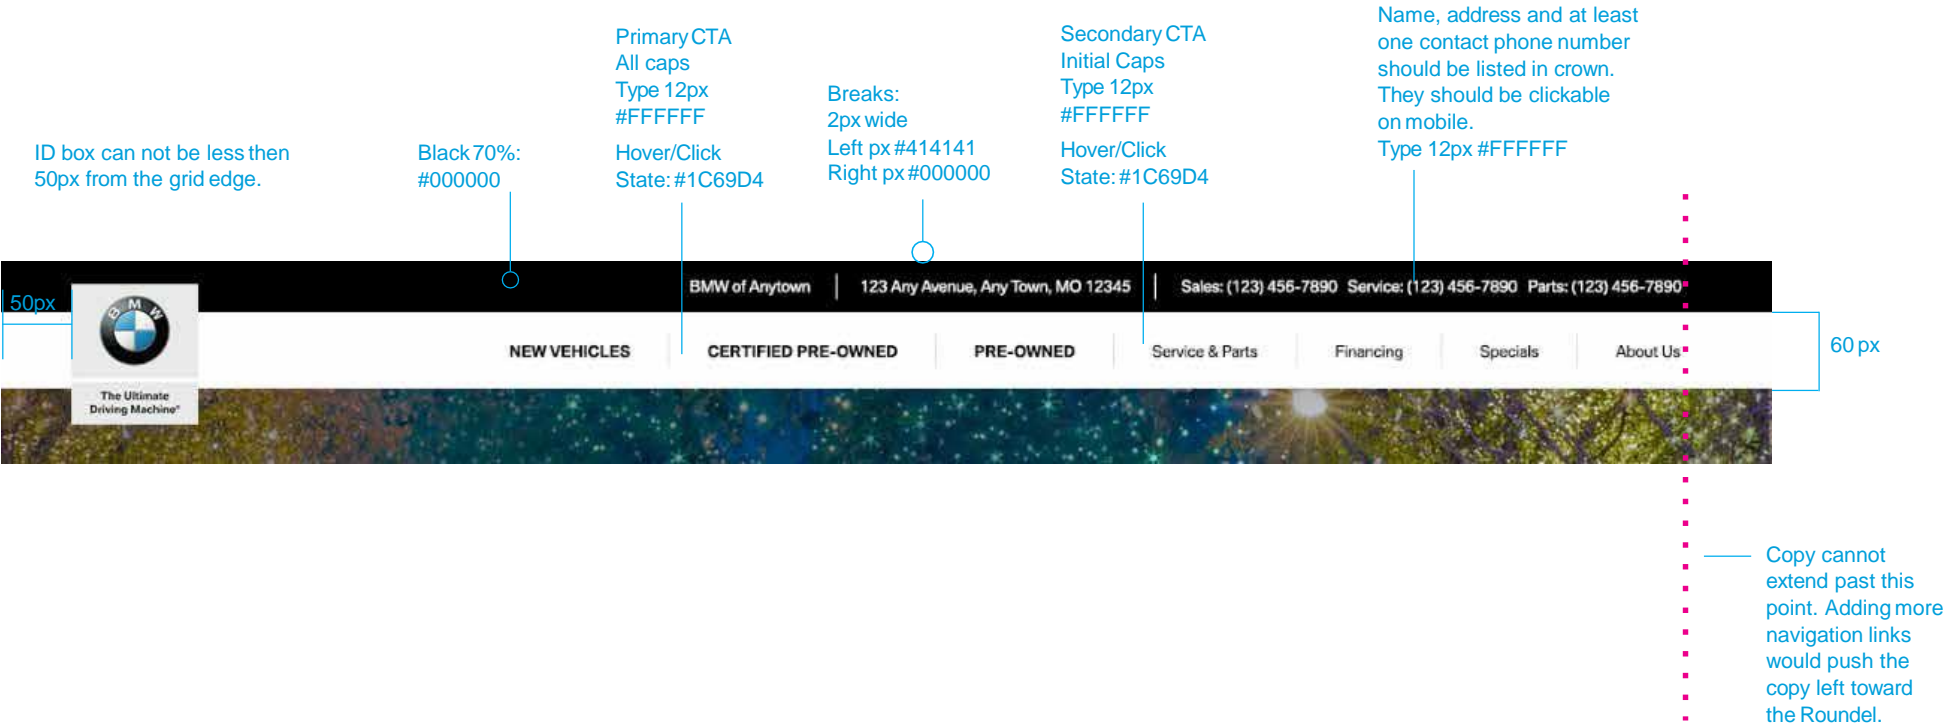 Name, address and at least
one contact phone number
should be listed in crown.
They should be clickable
on mobile.
Type 12px #FFFFFF
Primary CTA
All caps
Type 12px
#FFFFFF
Hover/Click
State: #1C69D4
Secondary CTA
Initial Caps
Type 12px
#FFFFFF
Hover/Click
State: #1C69D4
Breaks:
2px wide
Left px #414141
Right px #000000
ID box can not be less then
50px from the grid edge.
Black 70%:
#000000
BMW of Anytown 123 Any Avenue, Any Town, MO 12345 Sales: (123) 456-7890 Service: (123) 456-7890 Parts: (123) 456-7890
50px
BMW
NEW VEHICLES CERTIFIED PRE-OWNED PRE-OWNED Service & Parts Financing Specials About Us
60 px
The Ultimate
Driving Machine®
Copy cannot
extend past this
point. Adding more
navigation links
would push the
copy left toward
the Roundel.